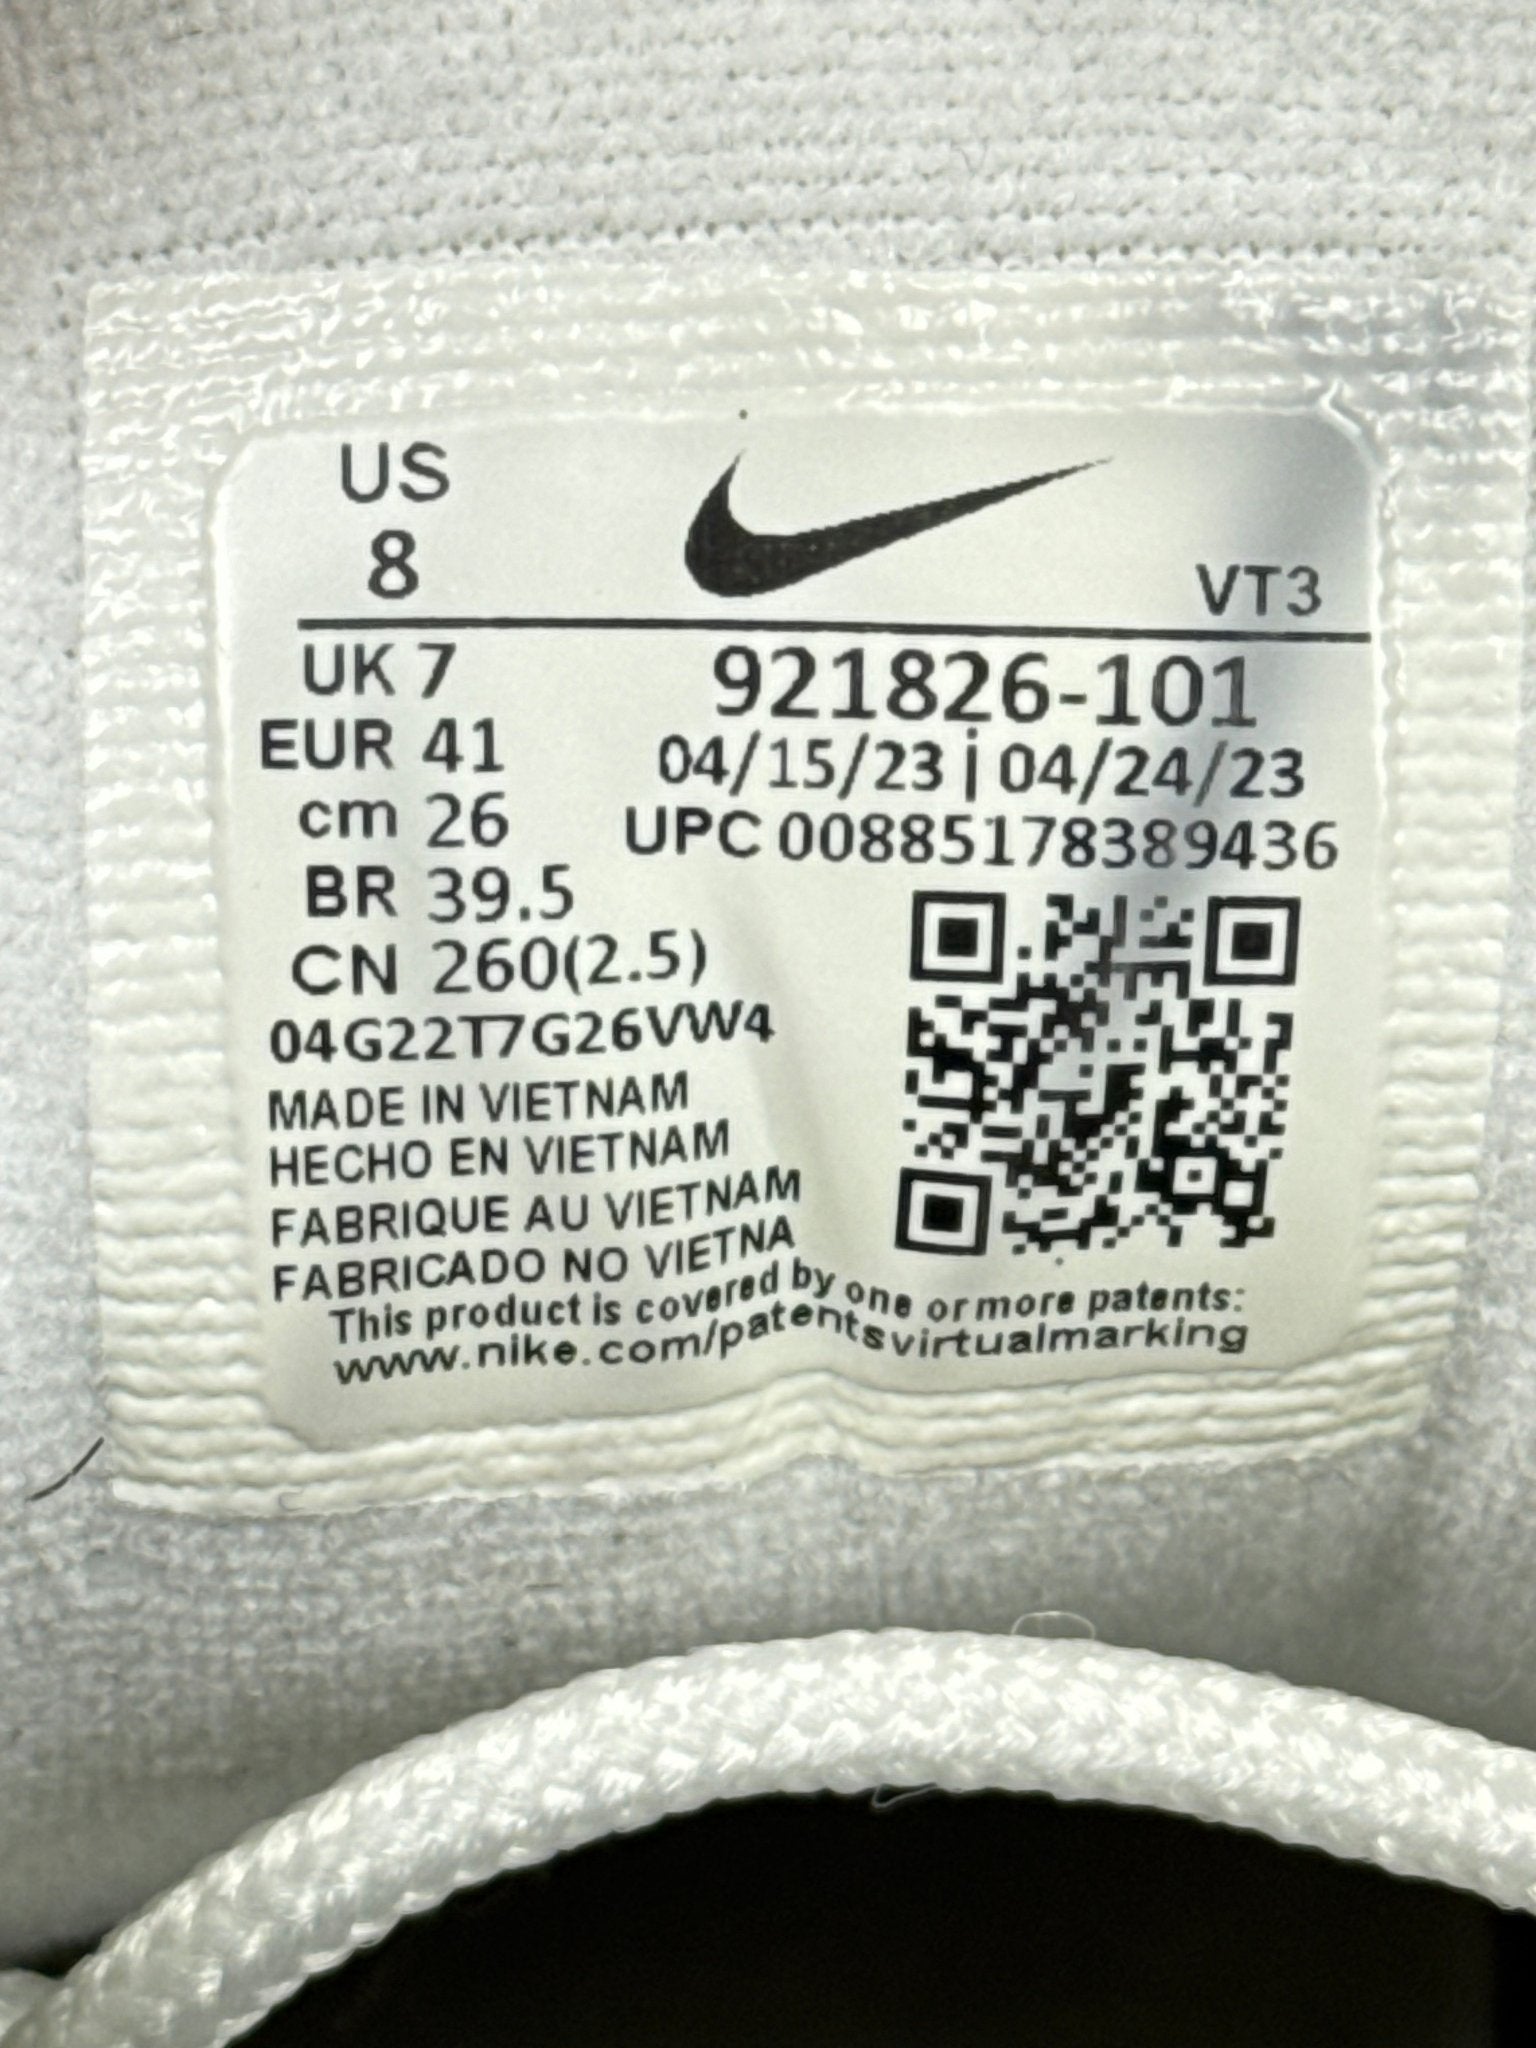 US
8
VT3
UK 7
921826-101
EUR 41
04/15/23 | 04/24/23
cm 26
UPC 00885178389436
BR 39.5
CN 260(2.5)
04G22T7G26VW4
MADE IN VIETNAM
HECHO EN VIETNAM
FABRIQUE AU VIETNAM
FABRICADO NO VIETNA
This product is covered by one or more patents:
www.nike.com/patentsvirtualmarking